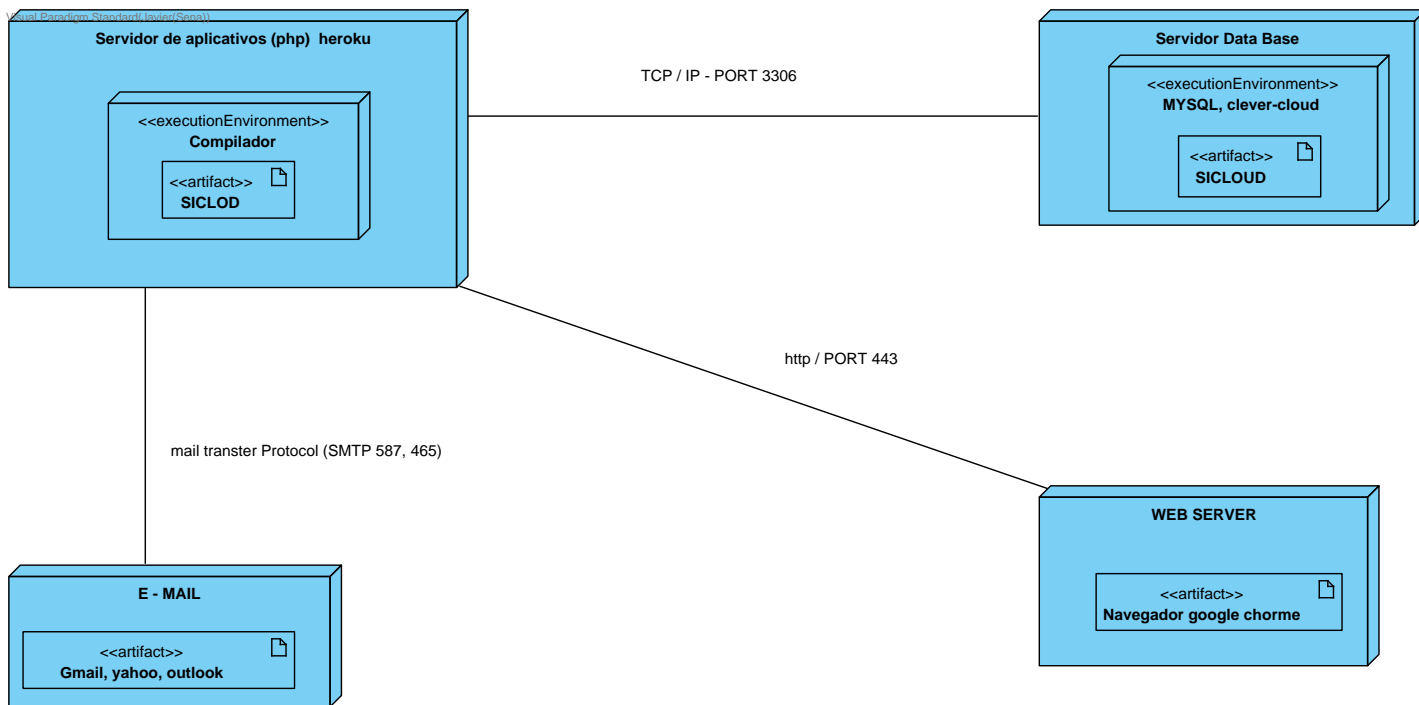 Visual Paradigm Standard(Javier(Sena))
Servidor de aplicativos (php)  heroku
<<executionEnvironment>>
Compilador
<<artifact>>
SICLOD
TCP / IP - PORT 3306
Servidor Data Base
<<executionEnvironment>>
MYSQL, clever-cloud
<<artifact>>
SICLOUD
http / PORT 443
mail transter Protocol (SMTP 587, 465)
WEB SERVER
<<artifact>>
Navegador google chorme
E - MAIL
<<artifact>>
Gmail, yahoo, outlook